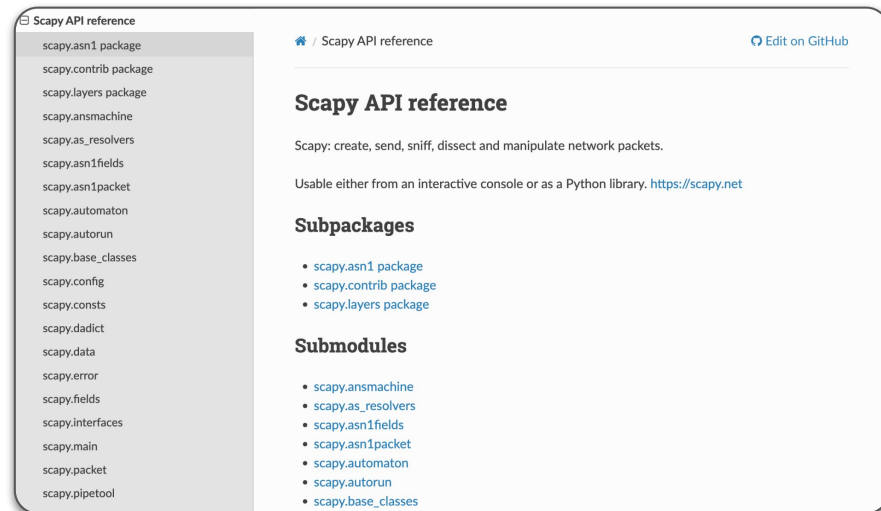 Scapy API reference
scapy.asn1 package
scapy.contrib package
scapy.layers package
scapy.ansmachine
scapy.as_resolvers
scapy.asn1fields
scapy.asn1packet
scapy.automaton
scapy.autorun
scapy.base_classes
scapy.config
scapy.consts
scapy.dadict
scapy.data
scapy.error
scapy.fields
scapy.interfaces
scapy.main
scapy.packet
scapy.pipetool
/ Scapy API reference
Edit on GitHub
Scapy API reference
Scapy: create, send, sniff, dissect and manipulate network packets.
Usable either from an interactive console or as a Python library. https://scapy.net
Subpackages
• scapy.asn1 package
• scapy.contrib package
• scapy.layers package
Submodules
• scapy.ansmachine
• scapy.as_resolvers
• scapy.asn1fields
• scapy.asn1packet
• scapy.automaton
• scapy.autorun
• scapy.base_classes